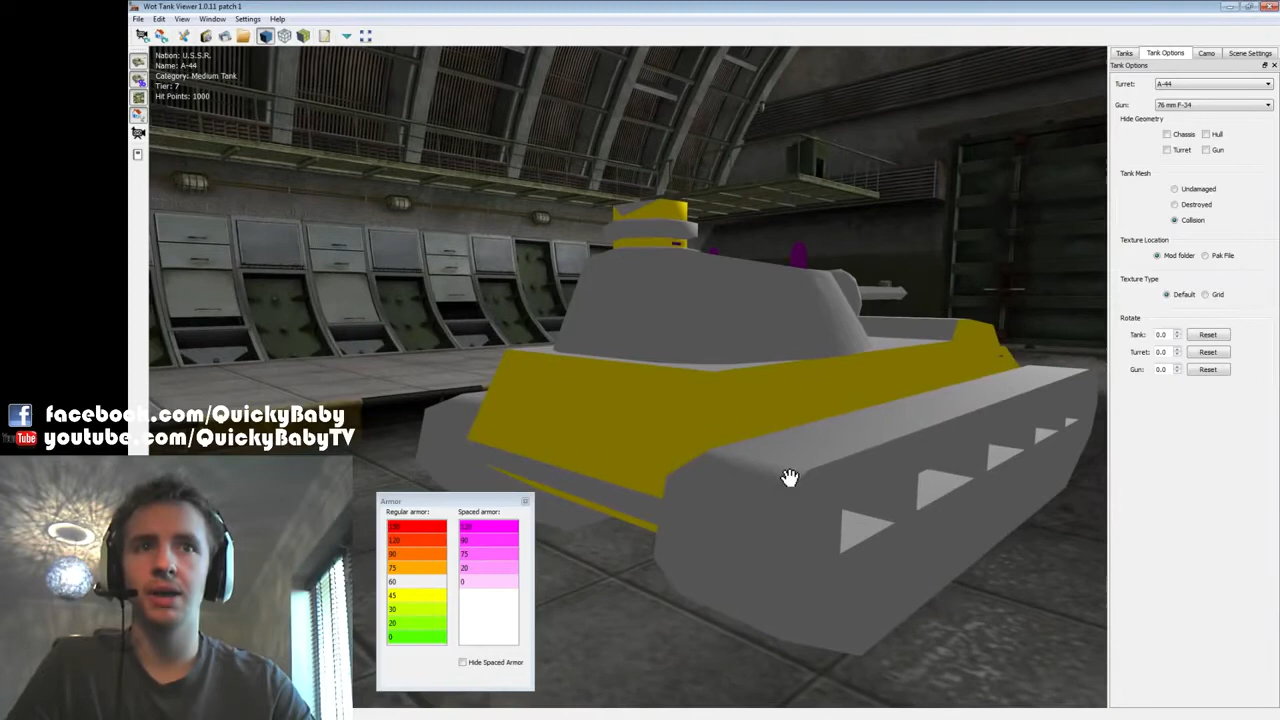 Wot Tank Viewer 1.0.11 patch 1
File Edit View Window Settings Help
Nation: U.S.S.R.
Name: A-44
Category: Medium Tank
Tier: 7
Hit Points: 1000
Tanks Tank Options Camo Scene Settings
Tank Options
Turret: A-44
Gun: 76 mm F-34
Hide Geometry
Chassis Hull
Turret Gun
Tank Mesh
Undamaged
Destroyed
Collision
Texture Location
Mod folder Pak File
Texture Type
Default Grid
Rotate
Tank: 0.0 Reset
Turret: 0.0 Reset
Gun: 0.0 Reset
facebook.com/QuickyBaby
You Tube youtube.com/QuickyBabyTV
Armor
Regular armor: Spaced armor:
120
120 90
90 75
75 20
60 0
45
30
20
0
Hide Spaced Armor